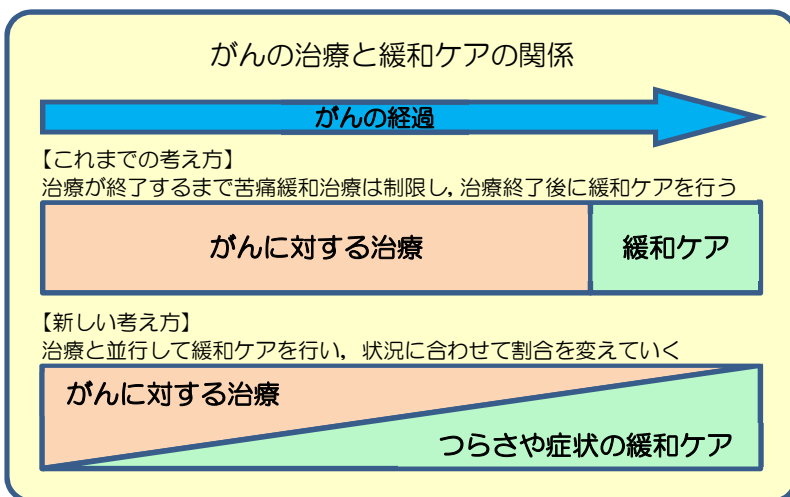 がんの治療と緩和ケアの関係
がんの経過
【これまでの考え方】
治療が終了するまで苦痛緩和治療は制限し,治療終了後に緩和ケアを行う
がんに対する治療
緩和ケア
【新しい考え方】
治療と並行して緩和ケアを行い，状況に合わせて割合を変えていく
がんに対する治療
つらさや症状の緩和ケア